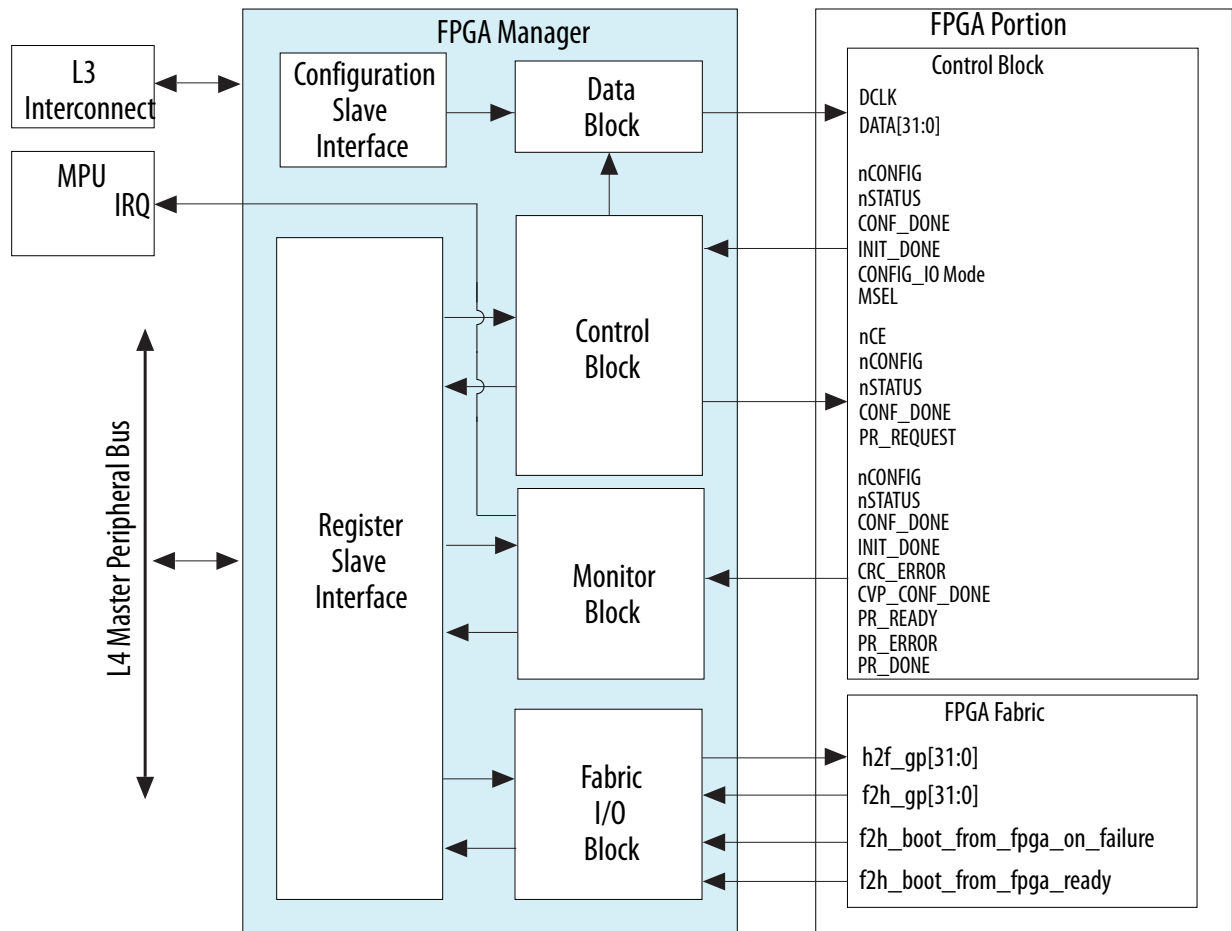 FPGA Manager
FPGA Portion
L3
Interconnect
MPU
IRQ
L4 Master Peripheral Bus
Configuration
Slave
Interface
Data
Block
Register
Slave
Interface
Control
Block
Monitor
Block
Fabric
I/O
Block
Control Block
DCLK
DATA[31:0]
nCONFIG
nSTATUS
CONF_DONE
INIT_DONE
CONFIG_IO Mode
MSEL
nCE
nCONFIG
nSTATUS
CONF_DONE
PR_REQUEST
nCONFIG
nSTATUS
CONF_DONE
INIT_DONE
CRC_ERROR
CVP_CONF_DONE
PR_READY
PR_ERROR
PR_DONE
FPGA Fabric
h2f_gp[31:0]
f2h_gp[31:0]
f2h_boot_from_fpga_on_failure
f2h_boot_from_fpga_ready